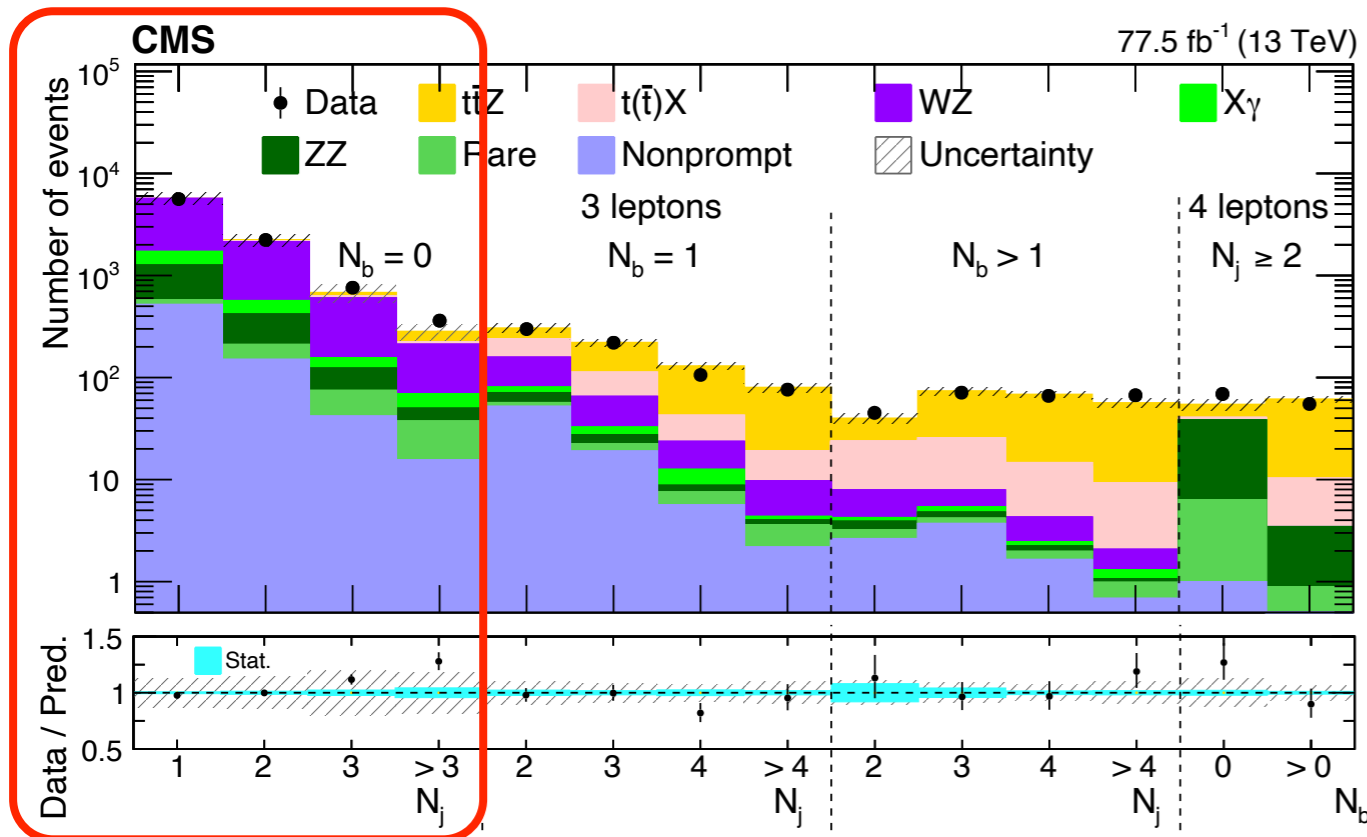 CMS 77.5 fb⁻¹ (13 TeV)
Number of events
10⁵
10⁴
10³
10²
10
1
Data tt̄Z t(t̄)X WZ Xγ
ZZ Rare Nonprompt Uncertainty
3 leptons 4 leptons
N_b = 0 N_b = 1 N_b > 1 N_j ≥ 2
Data / Pred.
1.5
1
0.5
Stat.
1 2 3 > 3 2 3 4 > 4 2 3 4 > 4 0 > 0
N_j N_j N_j N_b